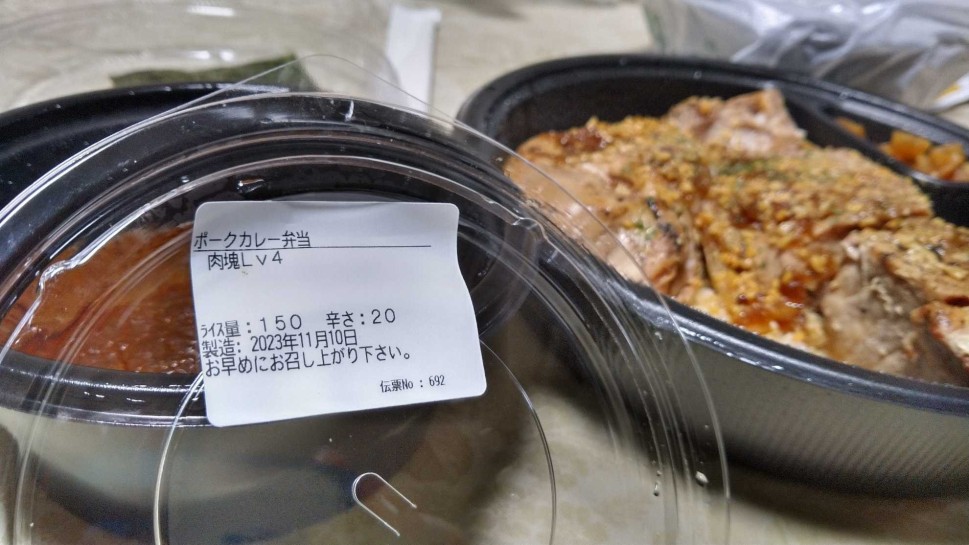 ポークカレー弁当
肉塊Ｌｖ４
ﾗｲｽ量：１５０　辛さ：２０
製造：2023年11月10日
お早めにお召し上がり下さい。
伝票No：692